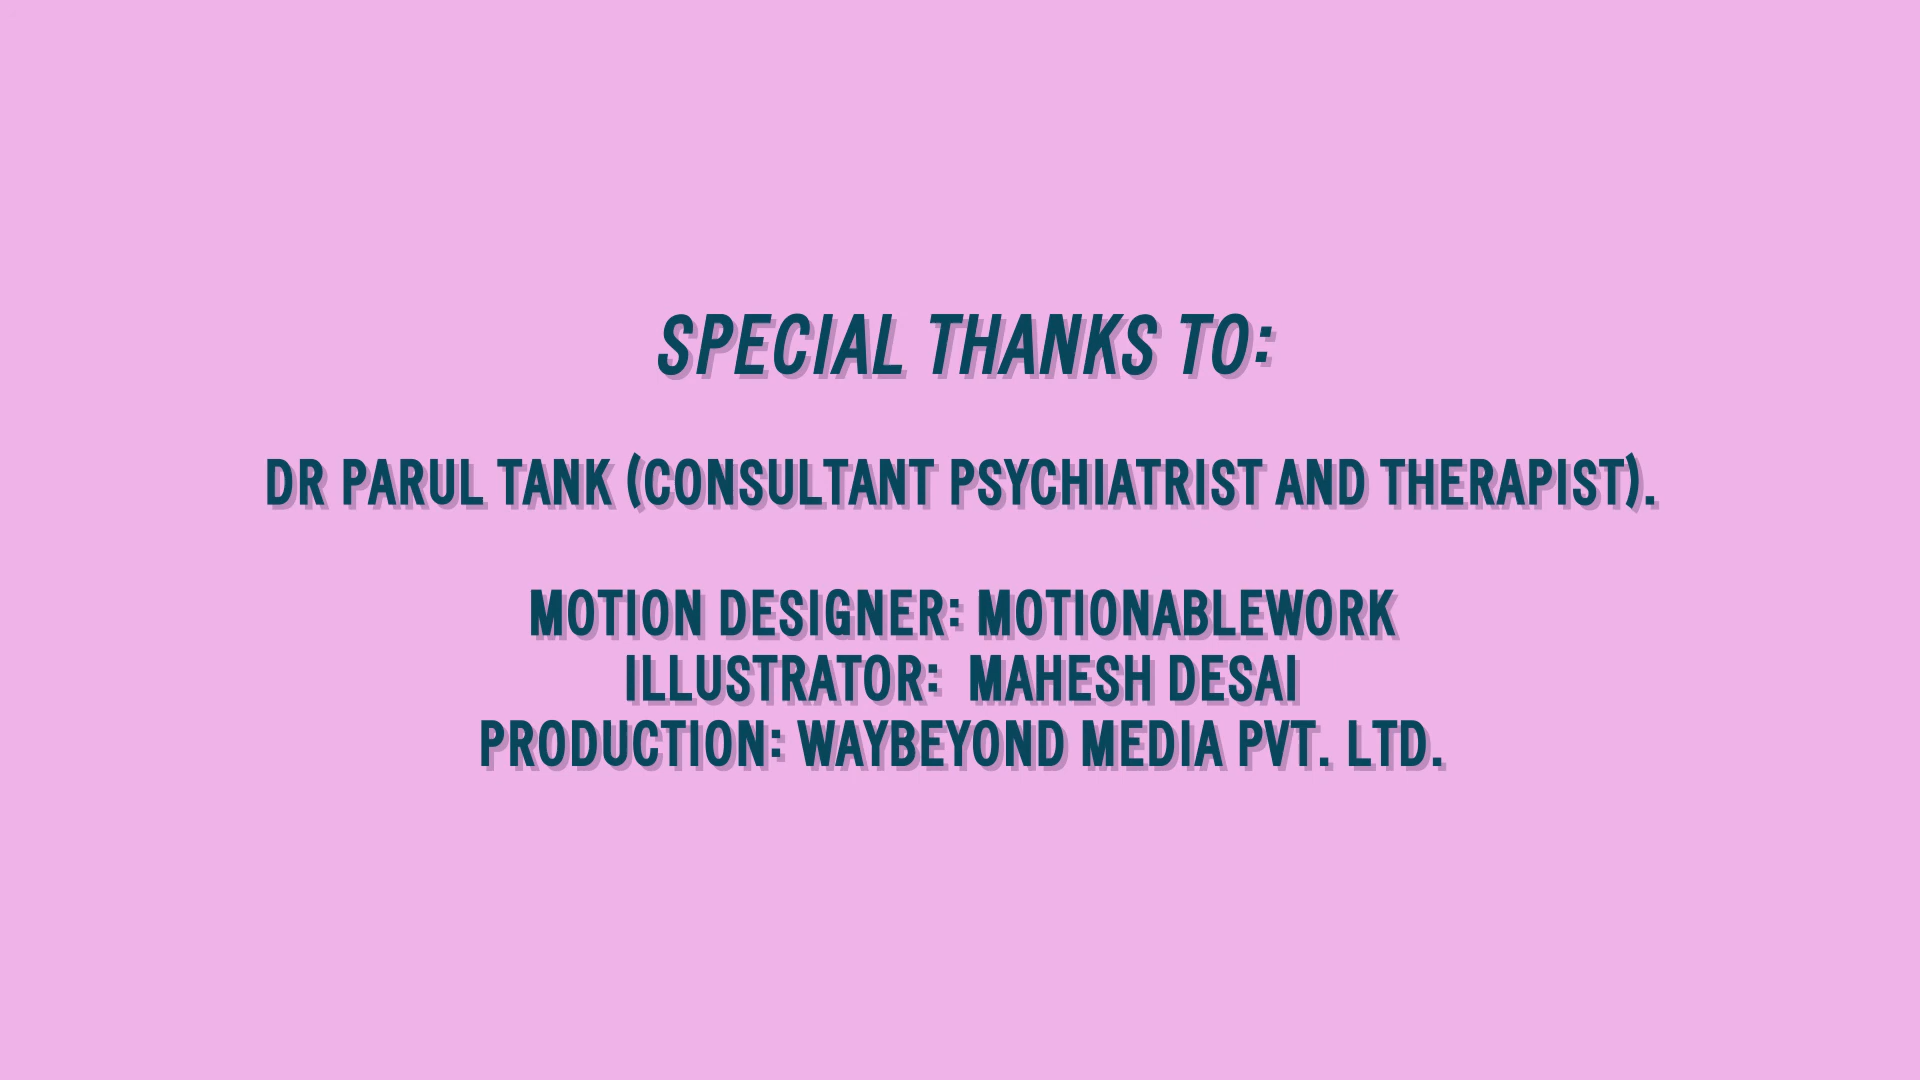 SPECIAL THANKS TO:
DR PARUL TANK (CONSULTANT PSYCHIATRIST AND THERAPIST).
MOTION DESIGNER: MOTIONABLEWORK
ILLUSTRATOR:  MAHESH DESAI
PRODUCTION: WAYBEYOND MEDIA PVT. LTD.